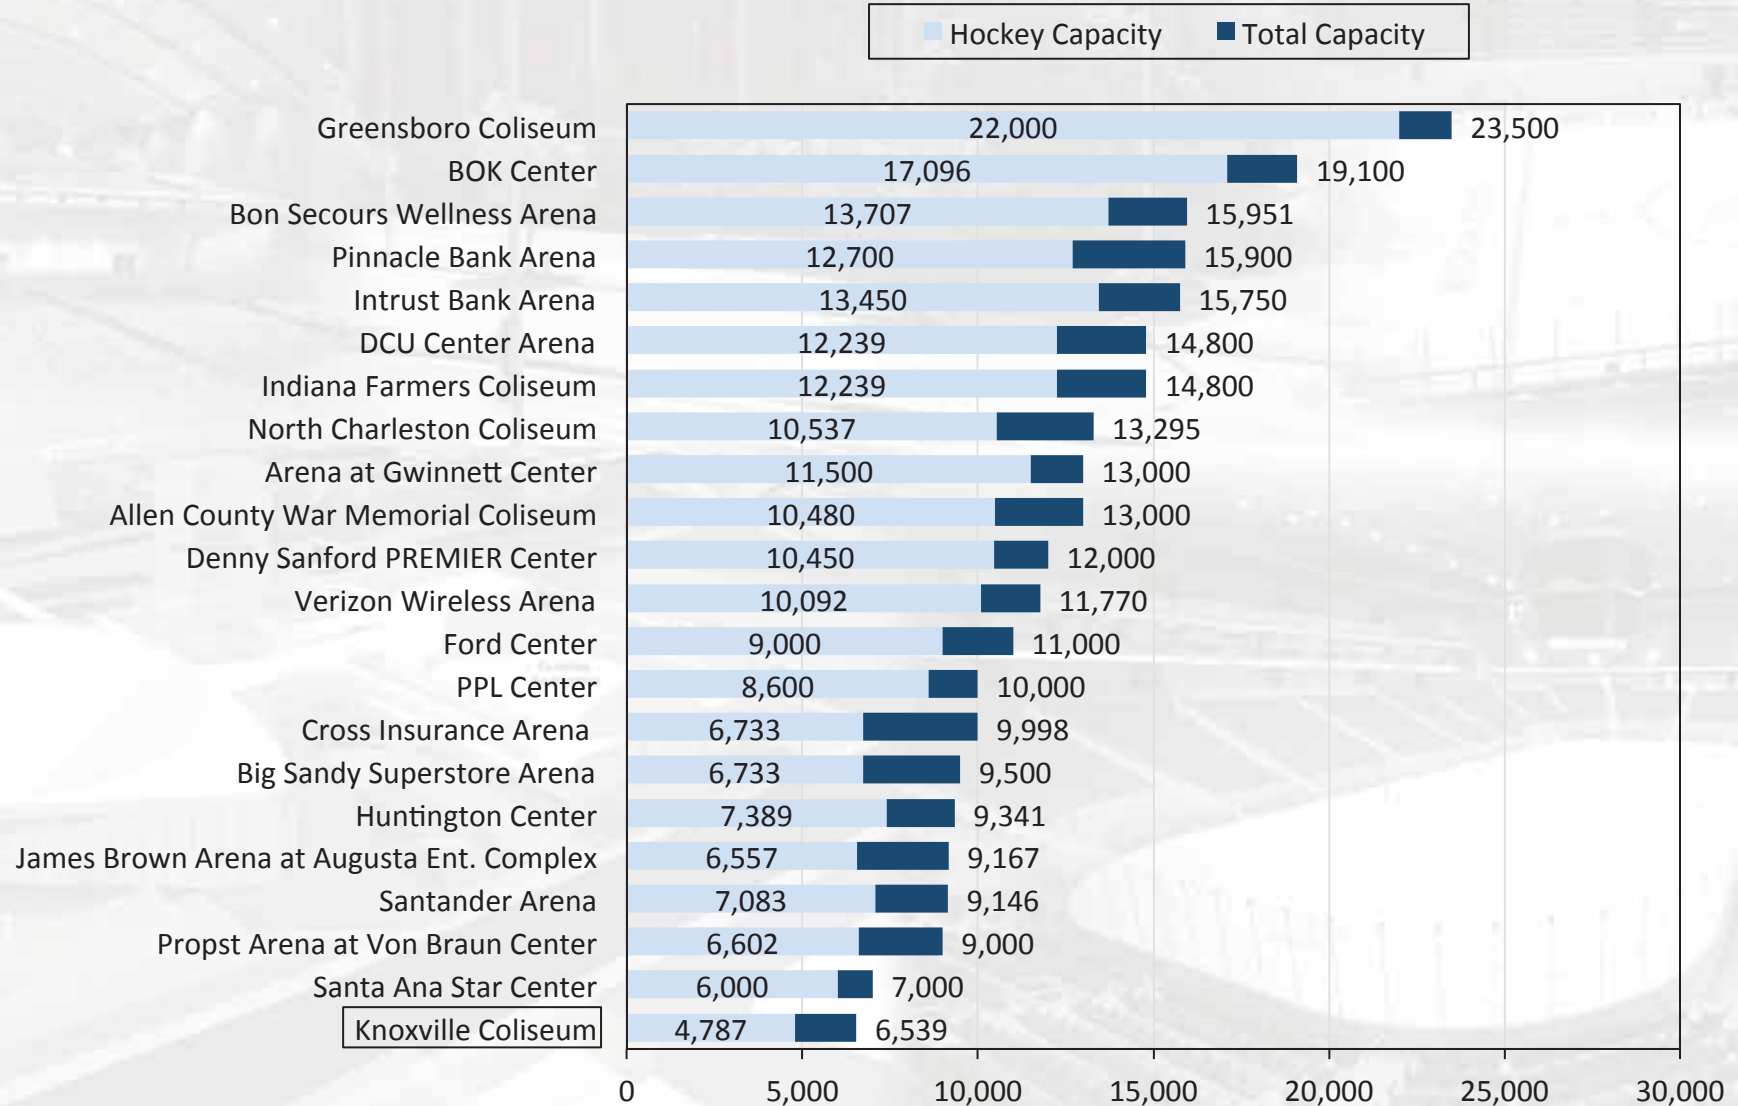 Hockey Capacity Total Capacity
Greensboro Coliseum 22,000 23,500
BOK Center 17,096 19,100
Bon Secours Wellness Arena 13,707 15,951
Pinnacle Bank Arena 12,700 15,900
Intrust Bank Arena 13,450 15,750
DCU Center Arena 12,239 14,800
Indiana Farmers Coliseum 12,239 14,800
North Charleston Coliseum 10,537 13,295
Arena at Gwinnett Center 11,500 13,000
Allen County War Memorial Coliseum 10,480 13,000
Denny Sanford PREMIER Center 10,450 12,000
Verizon Wireless Arena 10,092 11,770
Ford Center 9,000 11,000
PPL Center 8,600 10,000
Cross Insurance Arena 6,733 9,998
Big Sandy Superstore Arena 6,733 9,500
Huntington Center 7,389 9,341
James Brown Arena at Augusta Ent. Complex 6,557 9,167
Santander Arena 7,083 9,146
Propst Arena at Von Braun Center 6,602 9,000
Santa Ana Star Center 6,000 7,000
Knoxville Coliseum 4,787 6,539
0 5,000 10,000 15,000 20,000 25,000 30,000